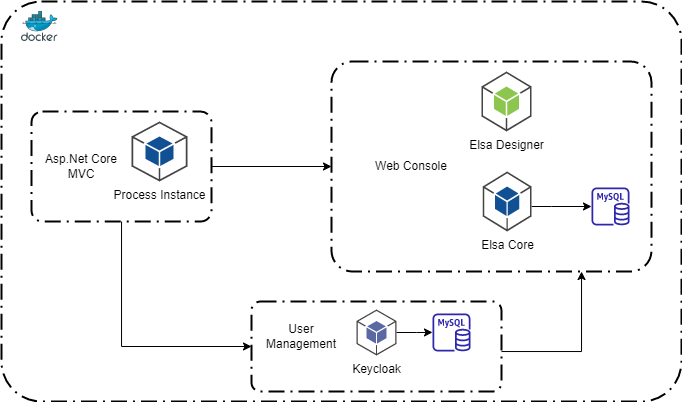 docker
Asp.Net Core
MVC
Process Instance
Web Console
Elsa Designer
Elsa Core
MySQL
User
Management
Keycloak
MySQL